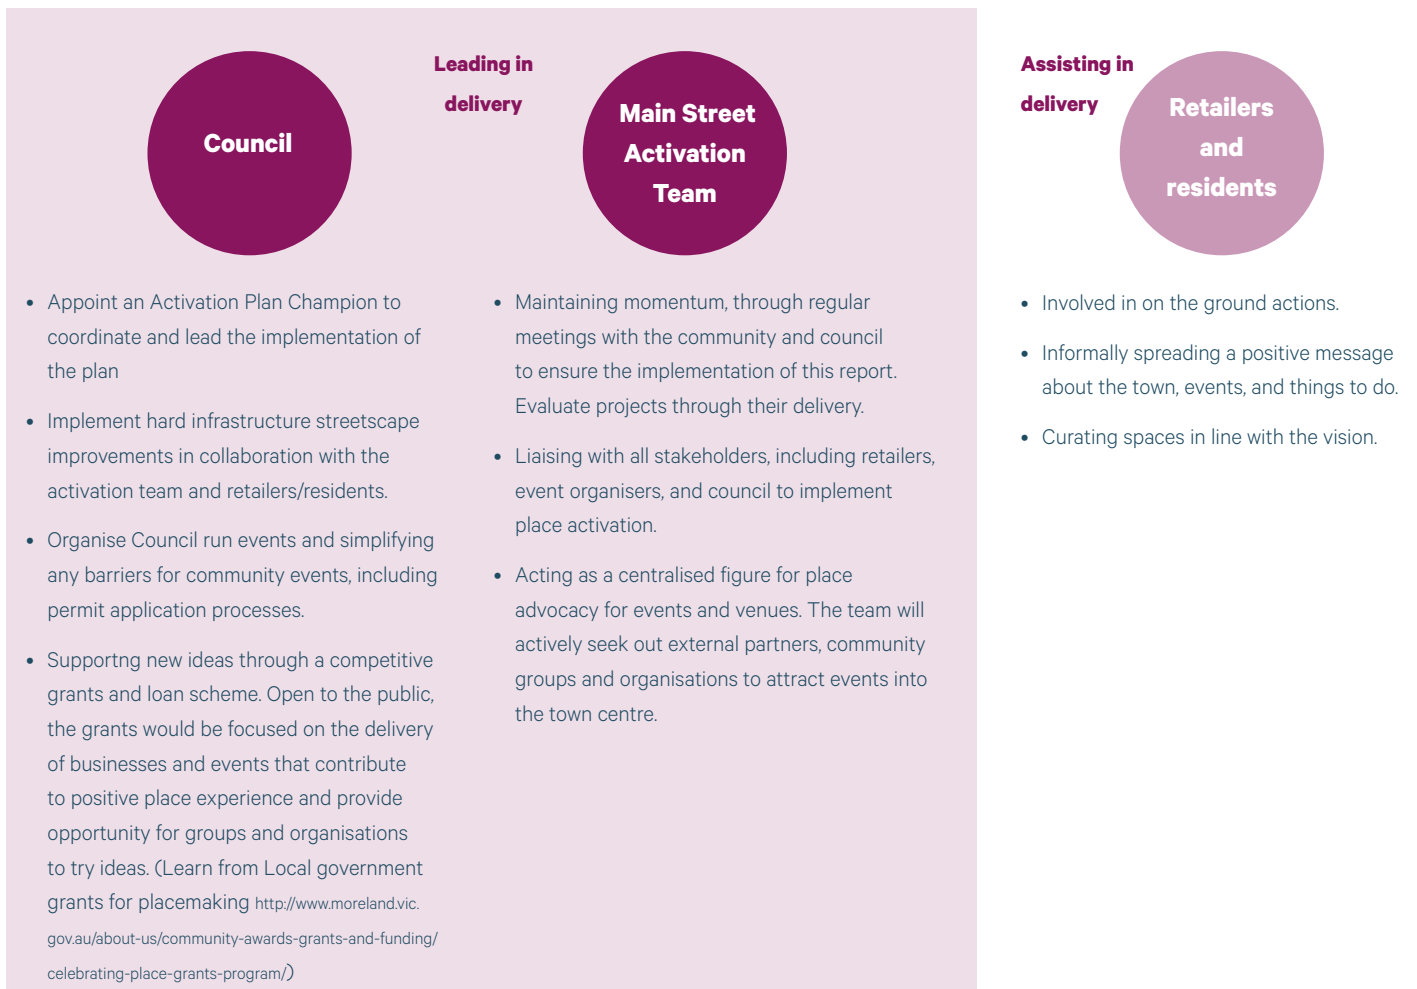 Council
Leading in
delivery
Main Street
Activation
Team
Assisting in
delivery
Retailers
and
residents
• Appoint an Activation Plan Champion to
coordinate and lead the implementation of
the plan
• Implement hard infrastructure streetscape
improvements in collaboration with the
activation team and retailers/residents.
• Organise Council run events and simplifying
any barriers for community events, including
permit application processes.
• Supportng new ideas through a competitive
grants and loan scheme. Open to the public,
the grants would be focused on the delivery
of businesses and events that contribute
to positive place experience and provide
opportunity for groups and organisations
to try ideas. (Learn from Local government
grants for placemaking http://www.moreland.vic.
gov.au/about-us/community-awards-grants-and-funding/
celebrating-place-grants-program/)
• Maintaining momentum, through regular
meetings with the community and council
to ensure the implementation of this report.
Evaluate projects through their delivery.
• Liaising with all stakeholders, including retailers,
event organisers, and council to implement
place activation.
• Acting as a centralised figure for place
advocacy for events and venues. The team will
actively seek out external partners, community
groups and organisations to attract events into
the town centre.
• Involved in on the ground actions.
• Informally spreading a positive message
about the town, events, and things to do.
• Curating spaces in line with the vision.